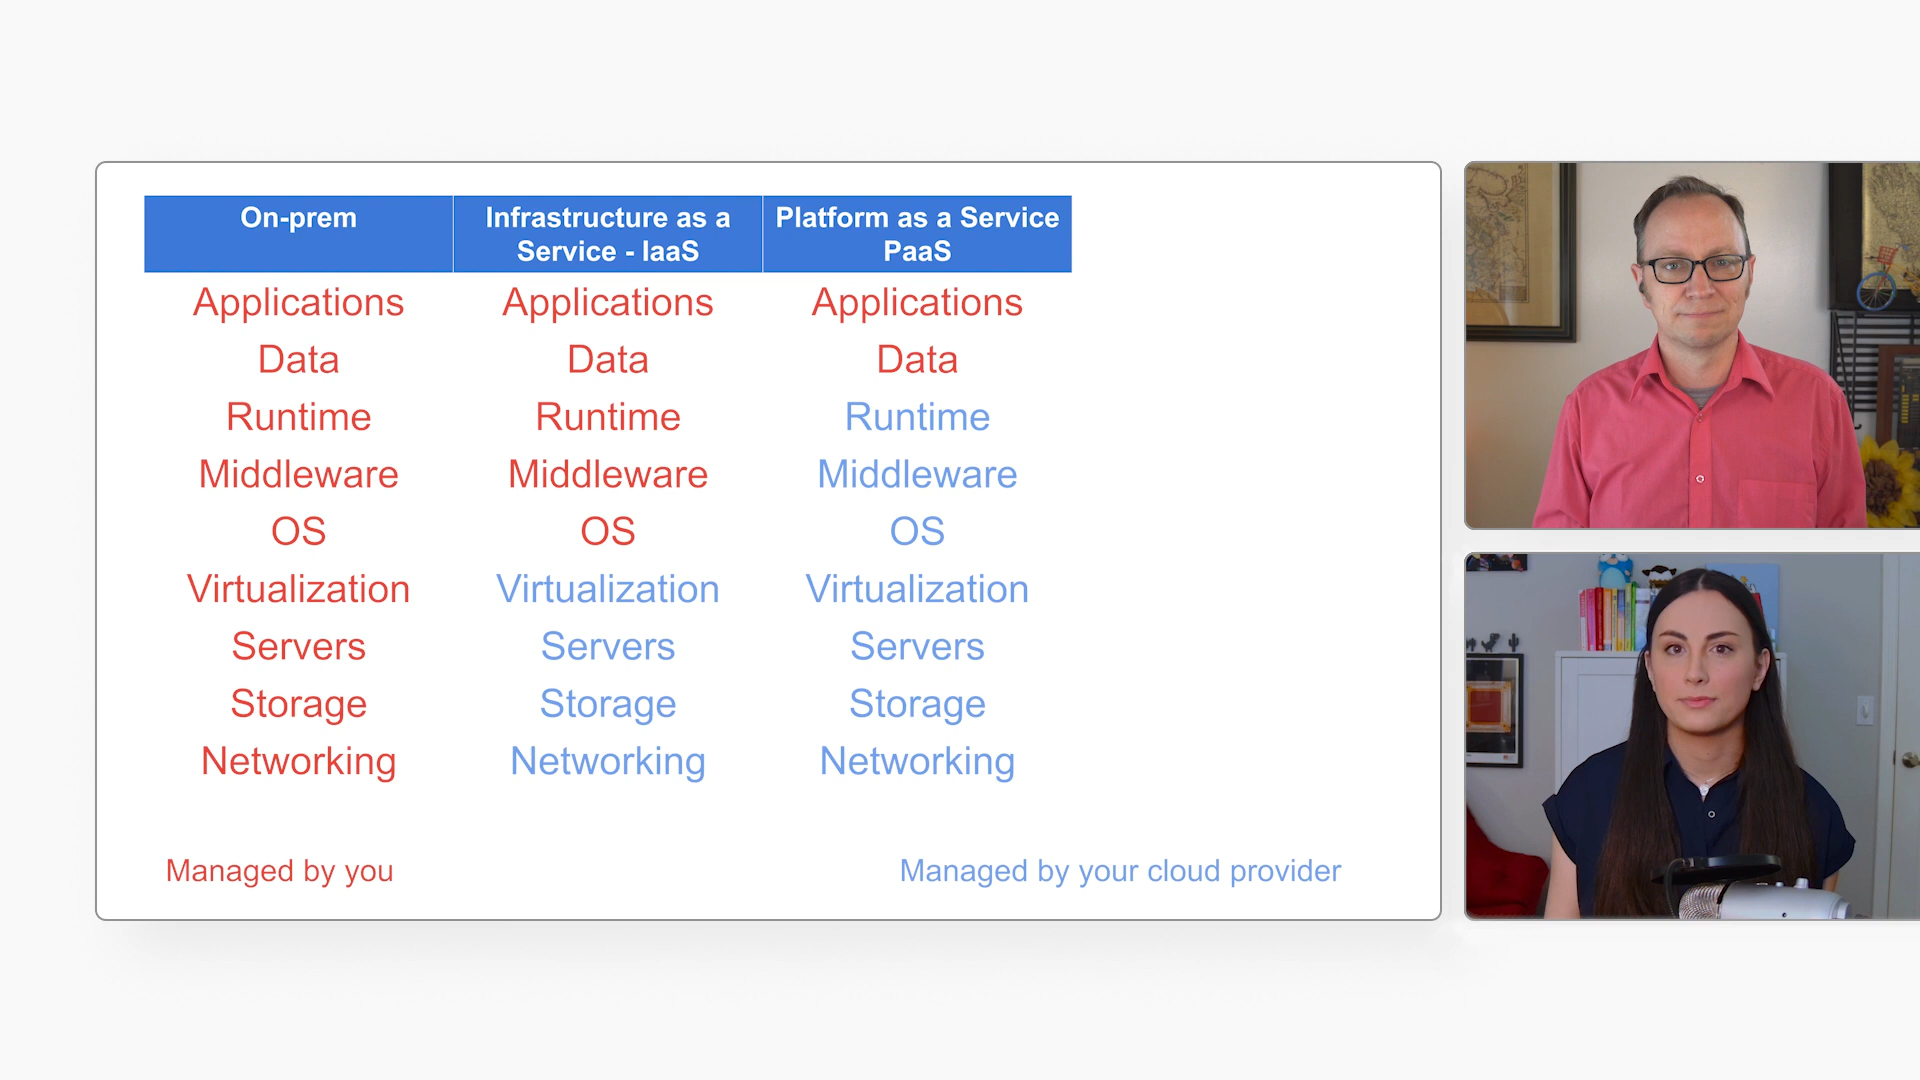 On-prem
Infrastructure as a
Service - IaaS
Platform as a Service
PaaS
Applications
Applications
Applications
Data
Data
Data
Runtime
Runtime
Runtime
Middleware
Middleware
Middleware
OS
OS
OS
Virtualization
Virtualization
Virtualization
Servers
Servers
Servers
Storage
Storage
Storage
Networking
Networking
Networking
Managed by you
Managed by your cloud provider